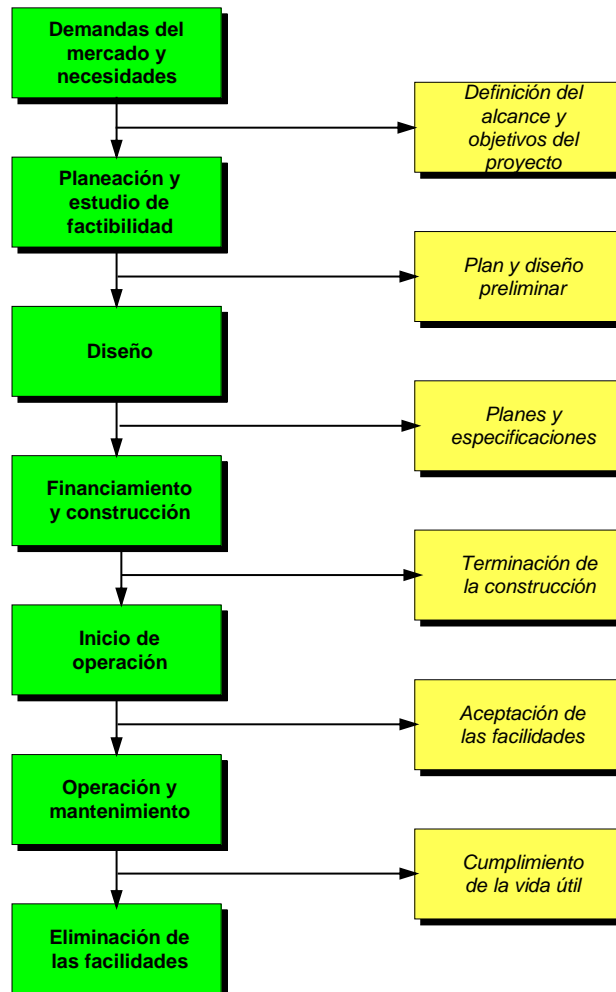 Demandas del
mercado y
necesidades
Definición del
alcance y
objetivos del
proyecto
Planeación y
estudio de
factibilidad
Plan y diseño
preliminar
Diseño
Planes y
especificaciones
Financiamiento
y construcción
Terminación de
la construcción
Inicio de
operación
Aceptación de
las facilidades
Operación y
mantenimiento
Cumplimiento
de la vida útil
Eliminación de
las facilidades